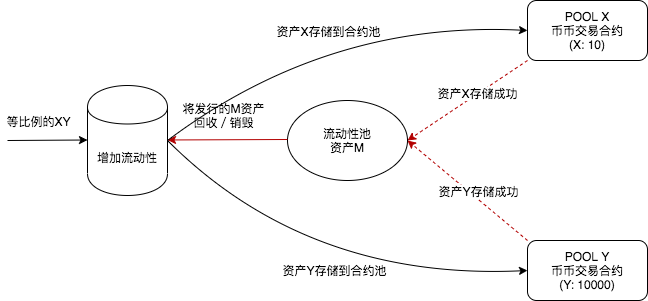 资产X存储到合约池
POOL X
币币交易合约
(X: 10)
等比例的XY
增加流动性
将发行的M资产
回收 / 销毁
流动性池
资产M
资产X存储成功
资产Y存储成功
资产Y存储到合约池
POOL Y
币币交易合约
(Y: 10000)